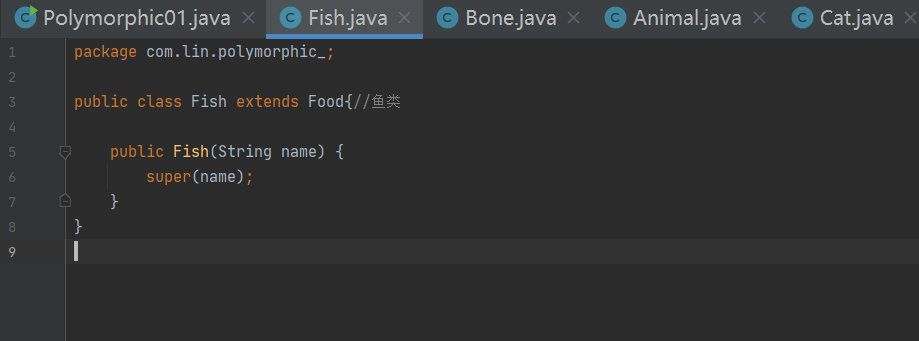 Polymorphic01.java Fish.java Bone.java Animal.java Cat.java
1 package com.lin.polymorphic_;
2
3 public class Fish extends Food{//鱼类
4
5 public Fish(String name) {
6 super(name);
7 }
8 }
9